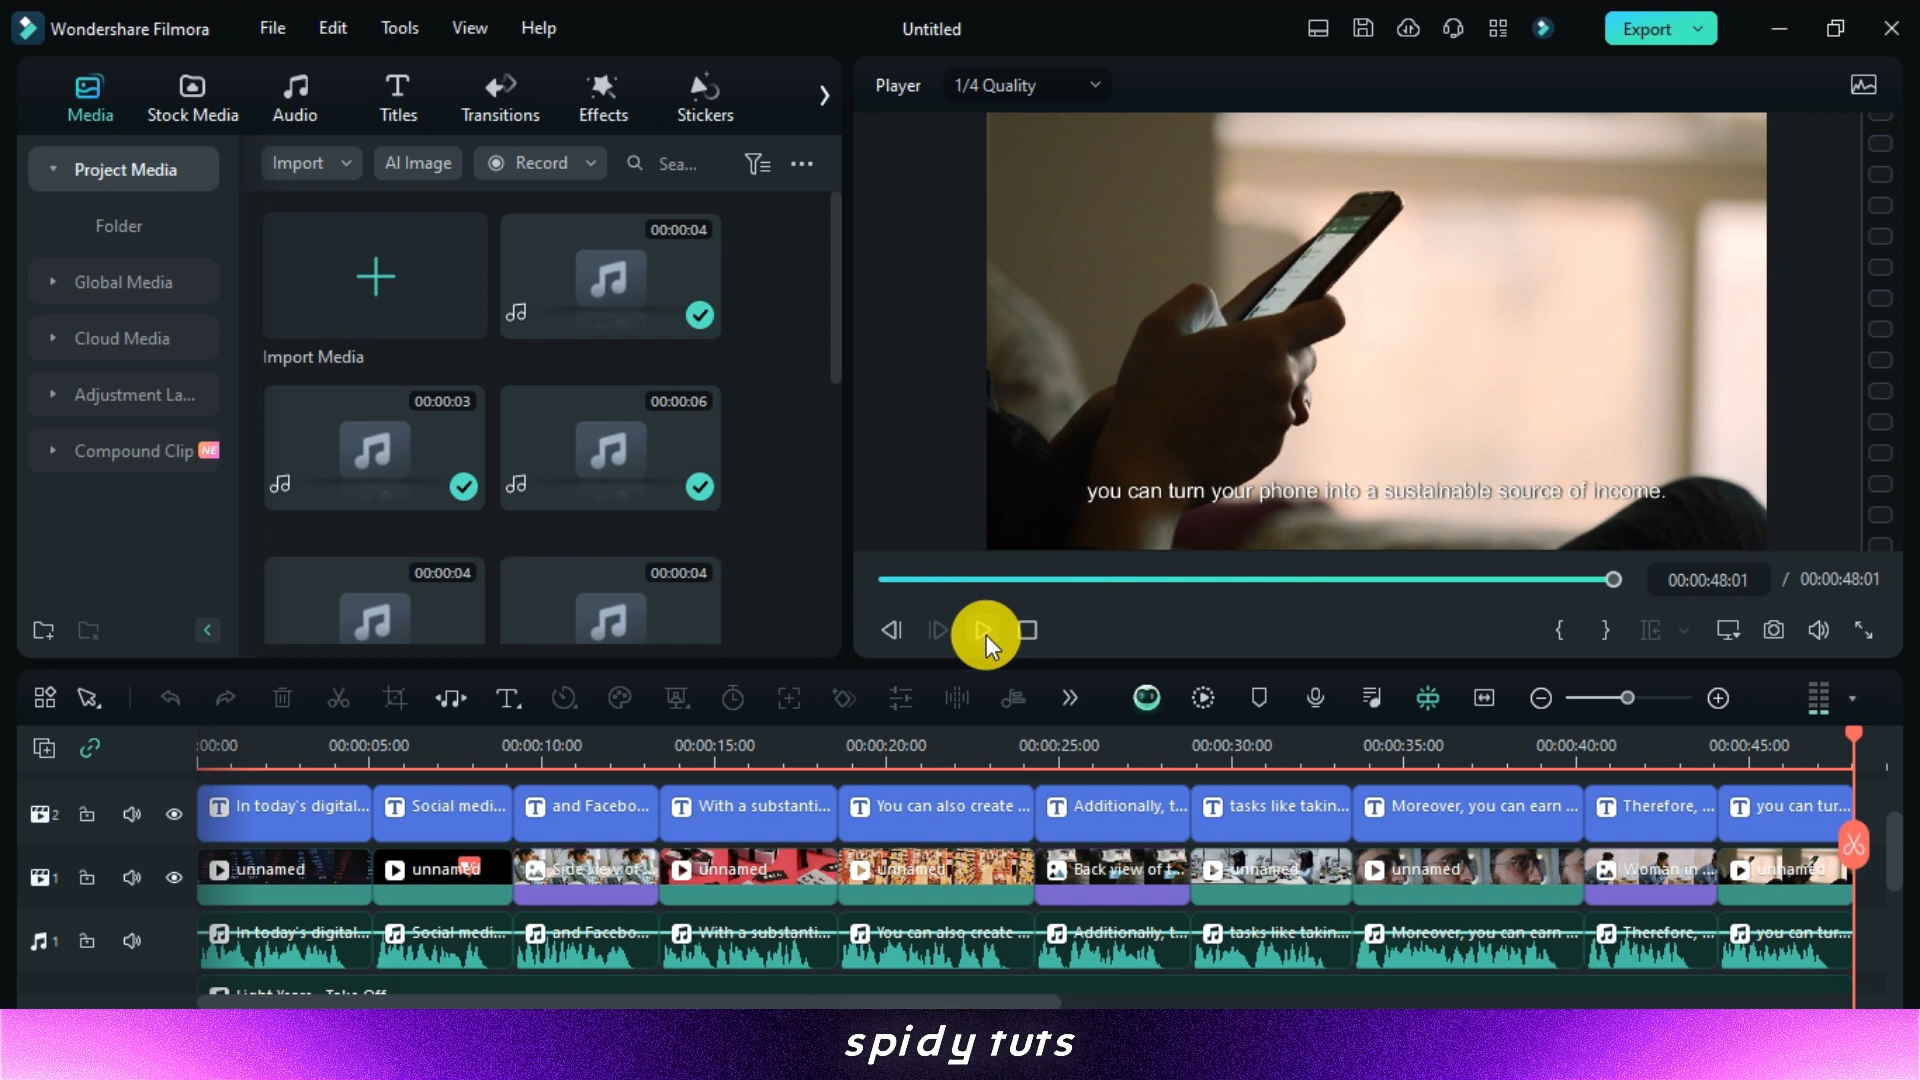 Wondershare Filmora File Edit Tools View Help Untitled Export
Media Stock Media Audio Titles Transitions Effects Stickers
Player 1/4 Quality
Project Media
Folder
Global Media
Cloud Media
Adjustment La...
Compound Clip NE
Import AI Image Record Sea...
00:00:04
Import Media
00:00:03 00:00:06
00:00:04 00:00:04
you can turn your phone into a sustainable source of income.
00:00:48:01 / 00:00:48:01
:00:00 00:00:05:00 00:00:10:00 00:00:15:00 00:00:20:00 00:00:25:00 00:00:30:00 00:00:35:00 00:00:40:00 00:00:45:00
2 In today's digital... Social medi... and Facebo... With a substanti... You can also create ... Additionally, t... tasks like takin... Moreover, you can earn ... Therefore, ... you can tur...
1 unnamed unnamed Side view of... unnamed unnamed Back view of t... unnamed unnamed Woman in ... unnamed
1 In today's digital... Social medi... and Facebo... With a substanti... You can also create ... Additionally, t... tasks like takin... Moreover, you can earn ... Therefore, ... you can tur...
Light Years - Take Off
spidy tuts